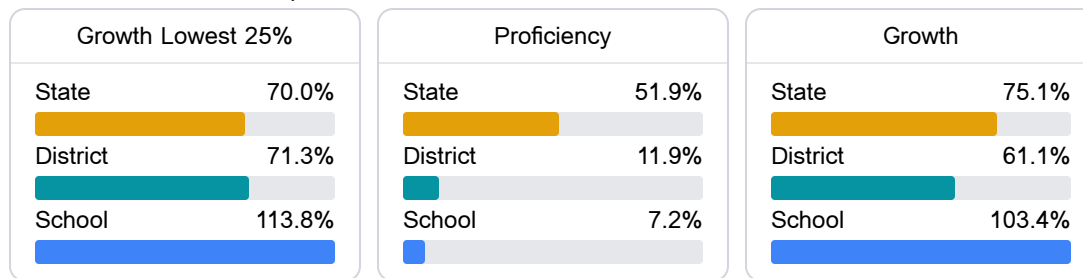 Growth Lowest 25%
State 70.0%
District 71.3%
School 113.8%
Proficiency
State 51.9%
District 11.9%
School 7.2%
Growth
State 75.1%
District 61.1%
School 103.4%